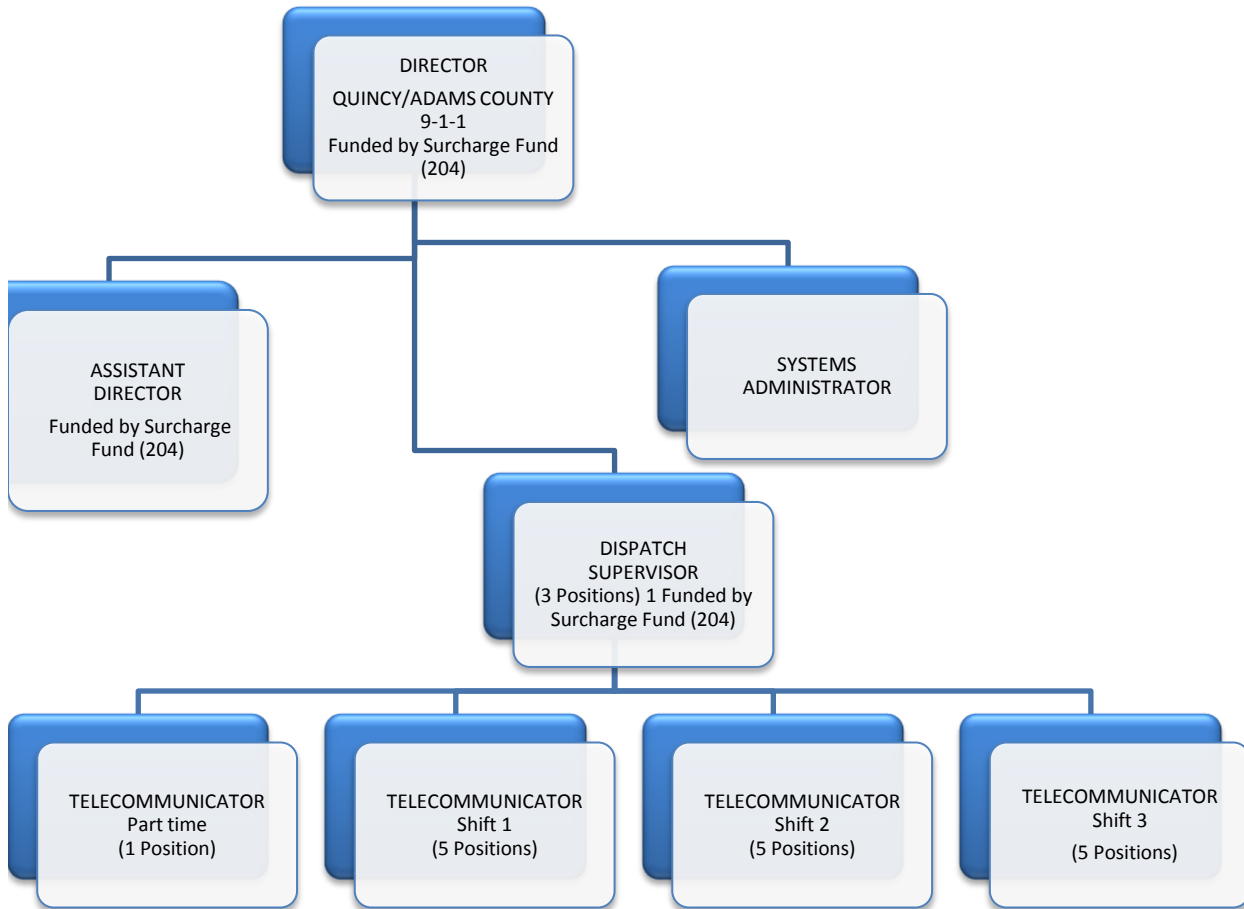 DIRECTOR
QUINCY/ADAMS COUNTY
9-1-1
Funded by Surcharge Fund
(204)
ASSISTANT
DIRECTOR
Funded by Surcharge
Fund (204)
SYSTEMS
ADMINISTRATOR
DISPATCH
SUPERVISOR
(3 Positions) 1 Funded by
Surcharge Fund (204)
TELECOMMUNICATOR
Part time
(1 Position)
TELECOMMUNICATOR
Shift 1
(5 Positions)
TELECOMMUNICATOR
Shift 2
(5 Positions)
TELECOMMUNICATOR
Shift 3
(5 Positions)